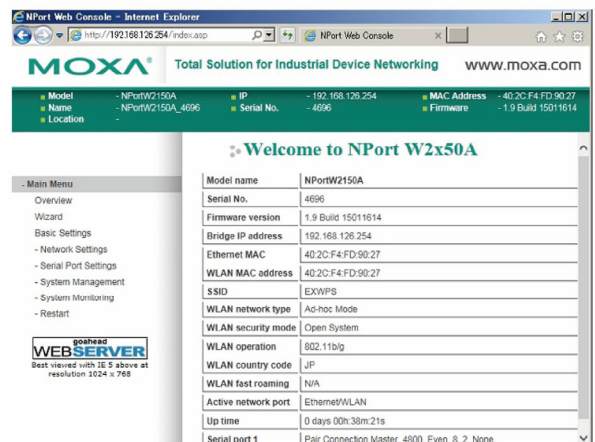 NPort Web Console - Internet Explorer
http://192.168.126.254/index.asp
NPort Web Console
MOXA
Total Solution for Industrial Device Networking
www.moxa.com
Model - NPortW2150A IP - 192.168.126.254 MAC Address - 40:2C:F4:FD:90:27
Name - NPortW2150A_4696 Serial No. - 4696 Firmware - 1.9 Build 15011614
Location -
Welcome to NPort W2x50A
- Main Menu
Overview
Wizard
Basic Settings
- Network Settings
- Serial Port Settings
- System Management
- System Monitoring
- Restart
goahead
WEBSERVER
Best viewed with IE 5 above at
resolution 1024 x 768
Model name NPortW2150A
Serial No. 4696
Firmware version 1.9 Build 15011614
Bridge IP address 192.168.126.254
Ethernet MAC 40:2C:F4:FD:90:27
WLAN MAC address 40:2C:F4:FD:90:27
SSID EXWPS
WLAN network type Ad-hoc Mode
WLAN security mode Open System
WLAN operation 802.11b/g
WLAN country code JP
WLAN fast roaming N/A
Active network port Ethernet/WLAN
Up time 0 days 00h:38m:21s
Serial port 1 Pair Connection Master, 4800, Even, 8, 2, None